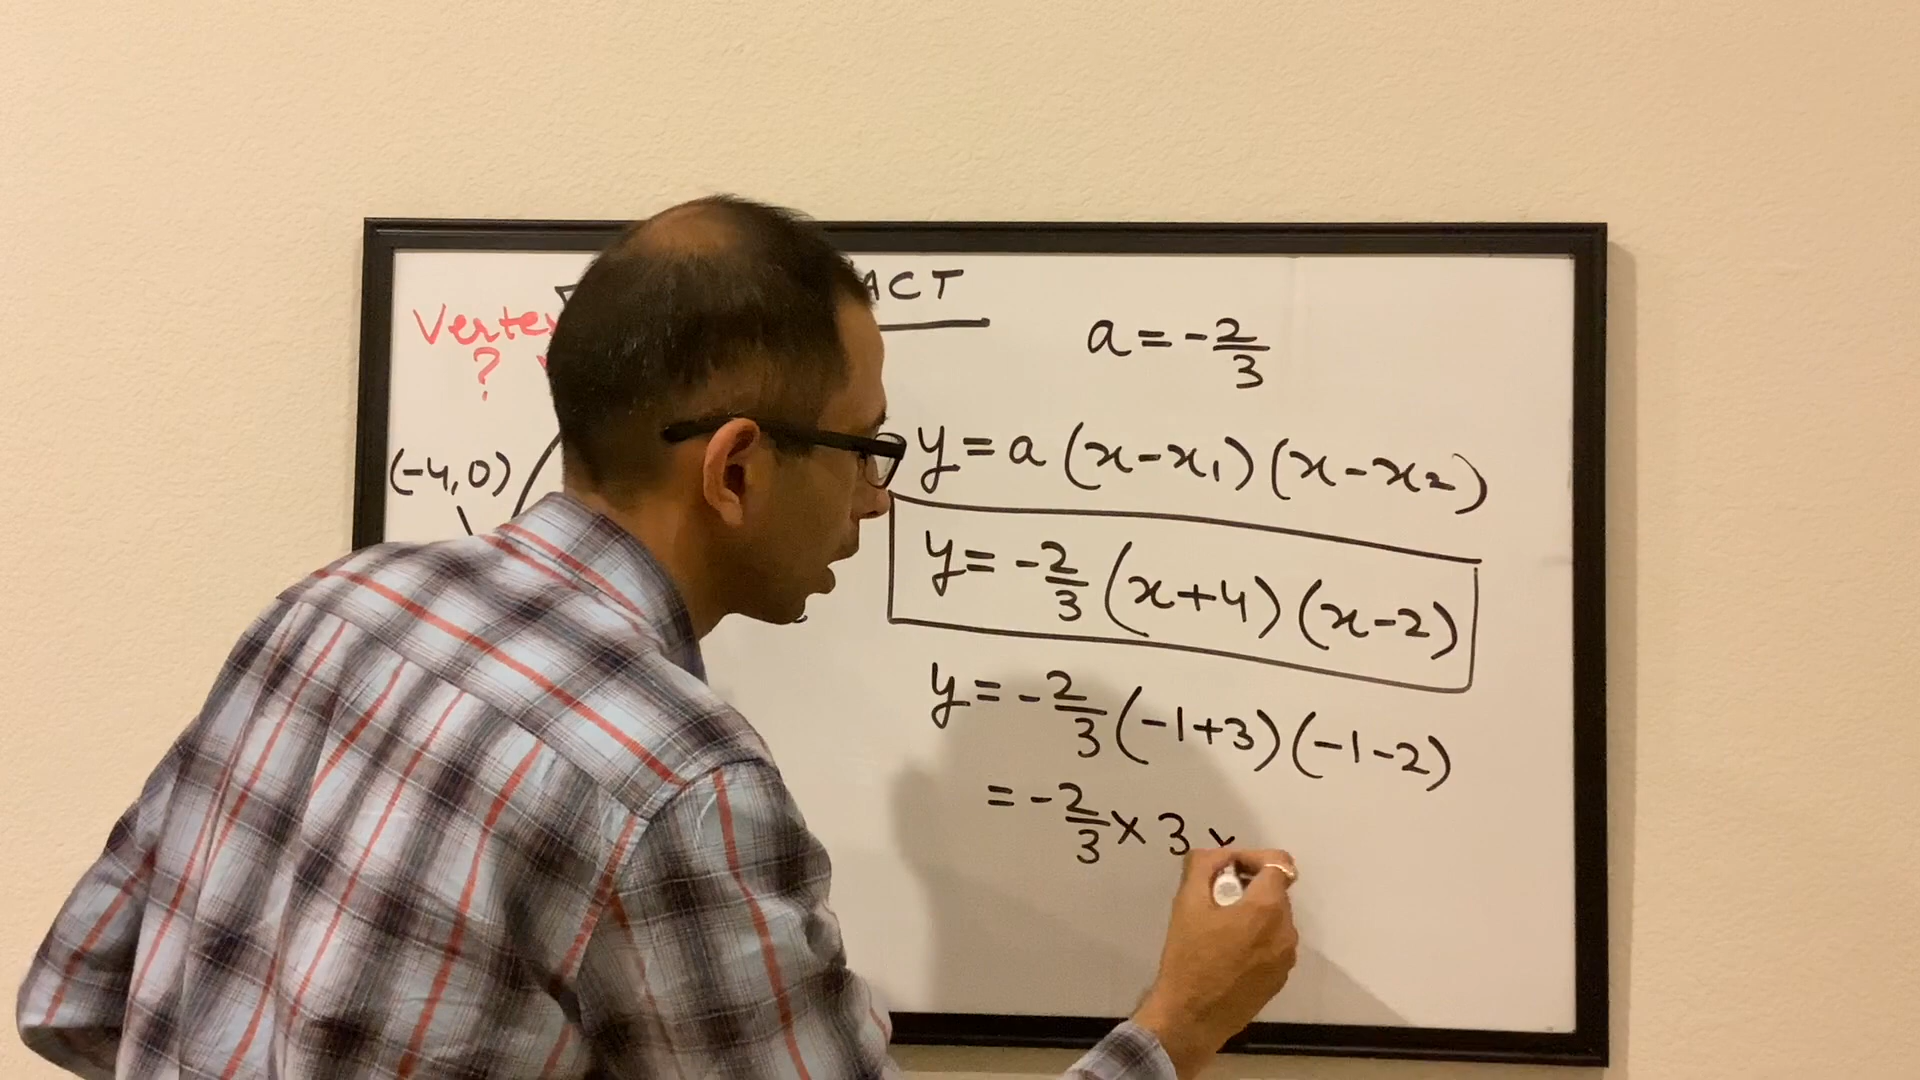 ACT
Vertex
?
(-4,0)
a = -2/3
y = a (x-x₁) (x-x₂)
y = -2/3 (x+4) (x-2)
y = -2/3 (-1+3) (-1-2)
= -2/3 × 3 ×